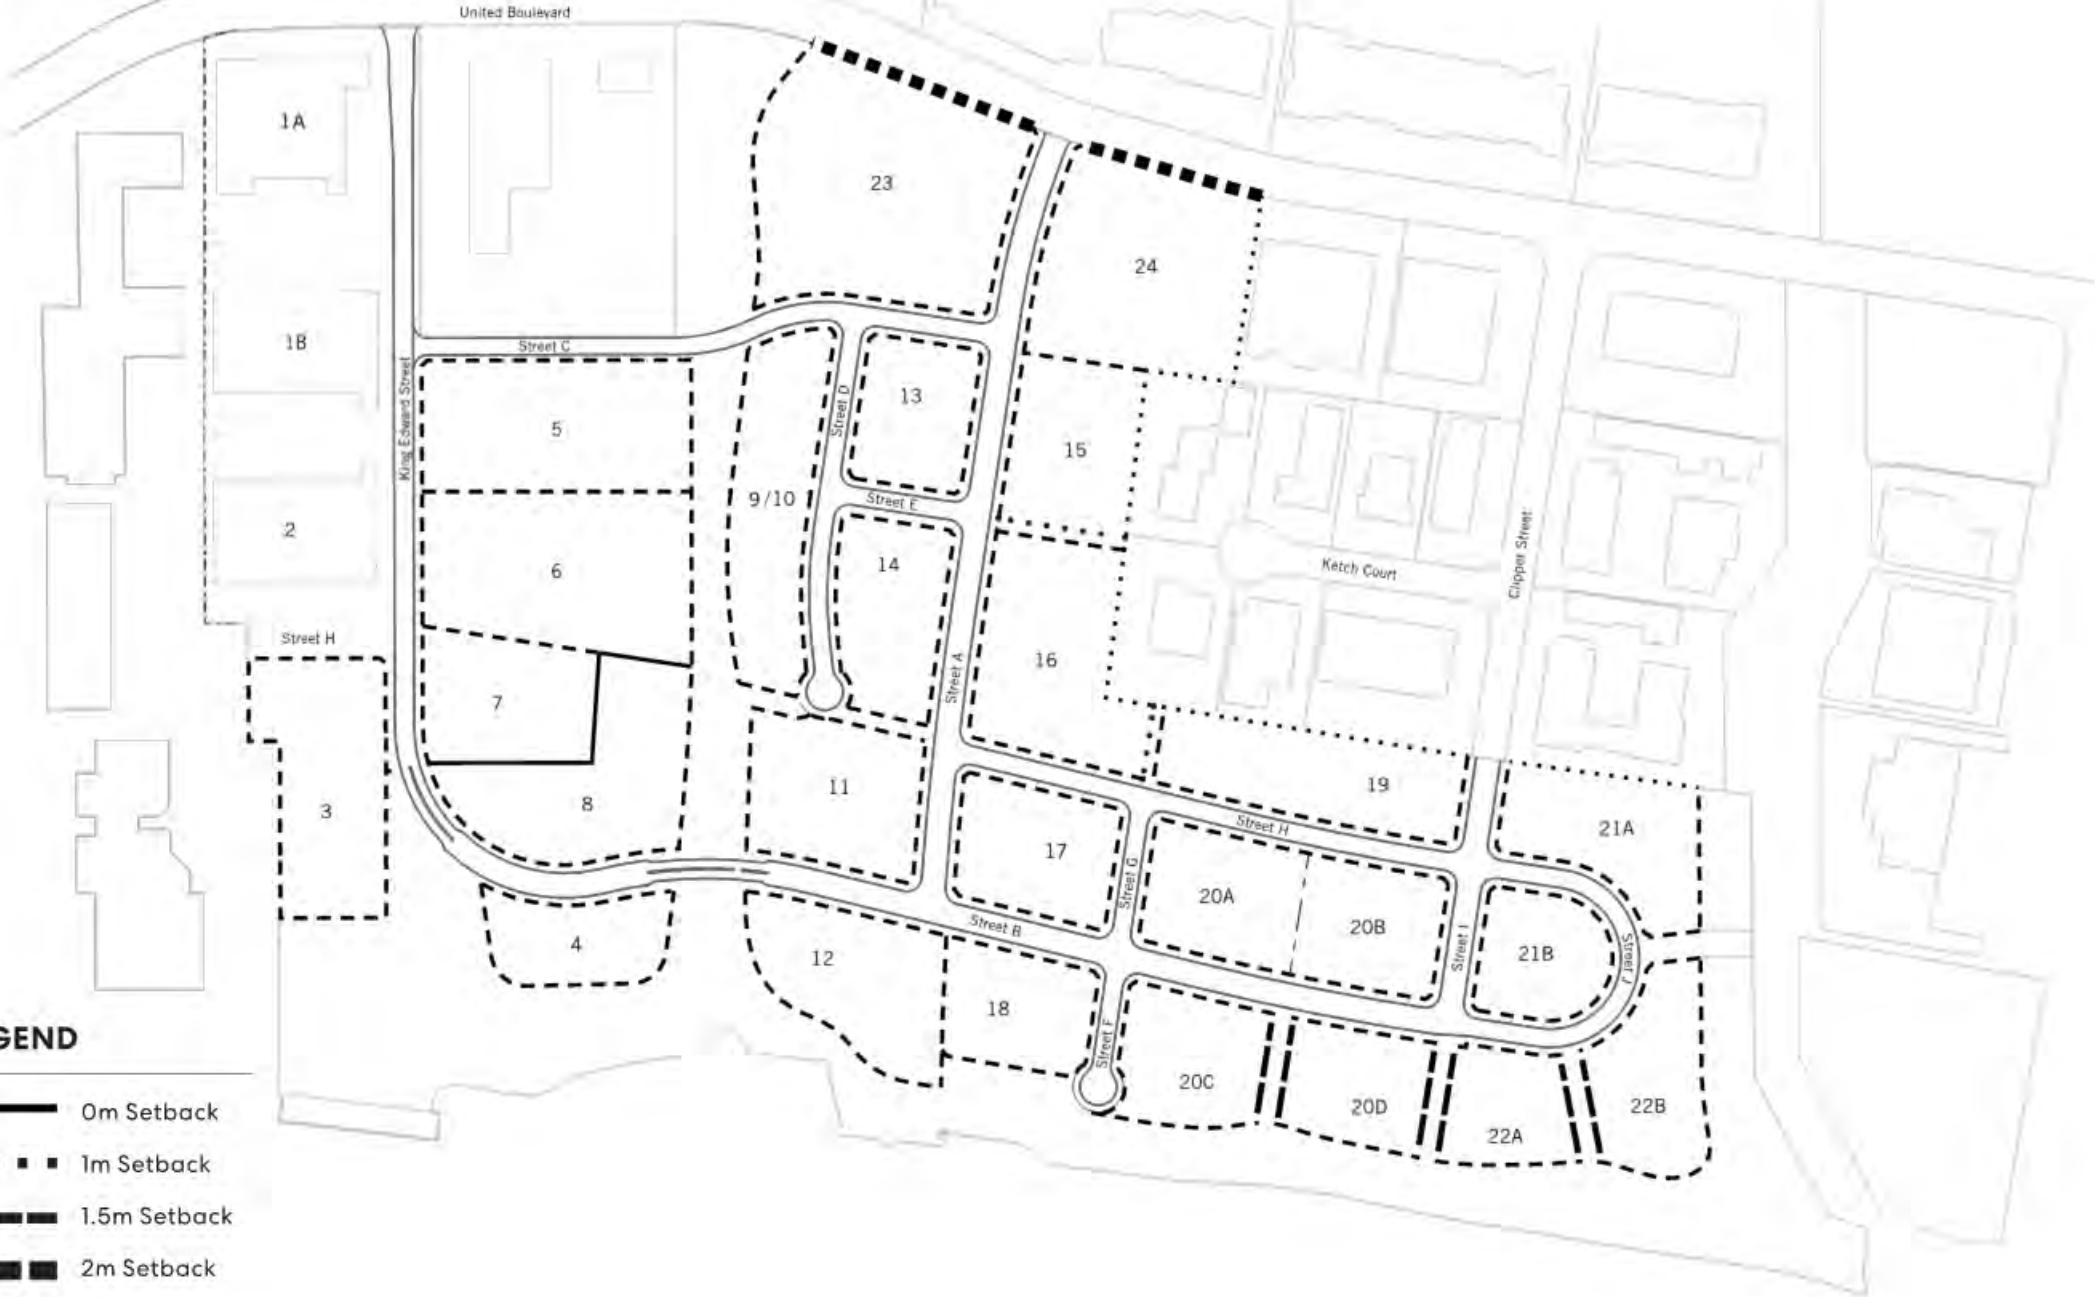 United Boulevard
1A
23
24
1B
Street C
King Edward Street
Street D
13
5
15
9/10
Street E
2
14
6
Ketch Court
Clipper Street
Street H
16
Street A
7
11
19
3
8
Street H
21A
17
Street G
20A
20B
Street B
Street I
21B
Street J
4
12
18
Street F
20C
20D
22A
22B
GEND
0m Setback
1m Setback
1.5m Setback
2m Setback